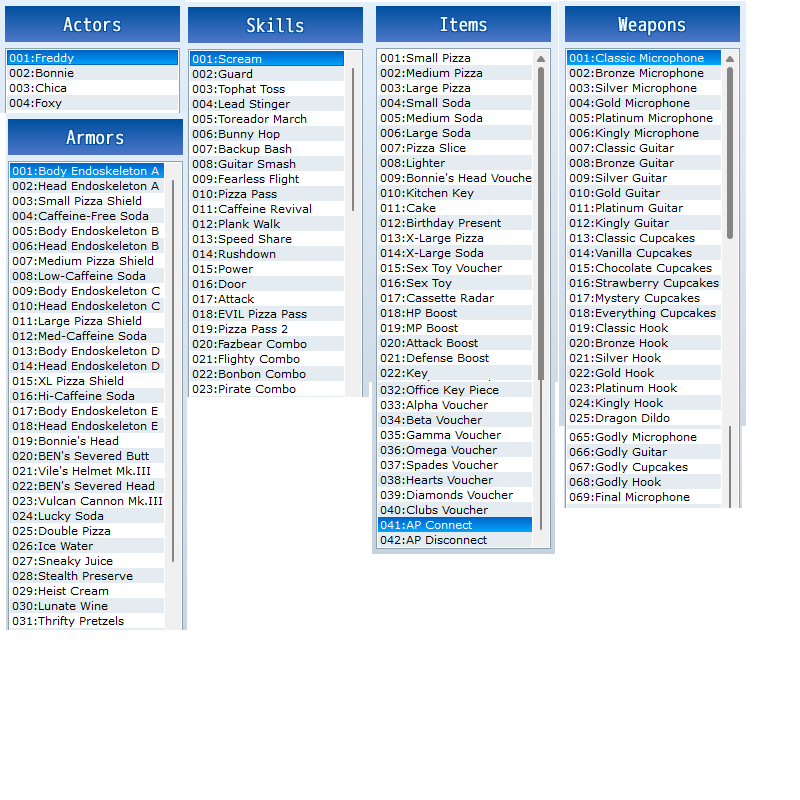 Actors
001:Freddy
002:Bonnie
003:Chica
004:Foxy
Armors
001:Body Endoskeleton A
002:Head Endoskeleton A
003:Small Pizza Shield
004:Caffeine-Free Soda
005:Body Endoskeleton B
006:Head Endoskeleton B
007:Medium Pizza Shield
008:Low-Caffeine Soda
009:Body Endoskeleton C
010:Head Endoskeleton C
011:Large Pizza Shield
012:Med-Caffeine Soda
013:Body Endoskeleton D
014:Head Endoskeleton D
015:XL Pizza Shield
016:Hi-Caffeine Soda
017:Body Endoskeleton E
018:Head Endoskeleton E
019:Bonnie's Head
020:BEN's Severed Butt
021:Vile's Helmet Mk.III
022:BEN's Severed Head
023:Vulcan Cannon Mk.III
024:Lucky Soda
025:Double Pizza
026:Ice Water
027:Sneaky Juice
028:Stealth Preserve
029:Heist Cream
030:Lunate Wine
031:Thrifty Pretzels
Skills
001:Scream
002:Guard
003:Tophat Toss
004:Lead Stinger
005:Toreador March
006:Bunny Hop
007:Backup Bash
008:Guitar Smash
009:Fearless Flight
010:Pizza Pass
011:Caffeine Revival
012:Plank Walk
013:Speed Share
014:Rushdown
015:Power
016:Door
017:Attack
018:EVIL Pizza Pass
019:Pizza Pass 2
020:Fazbear Combo
021:Flighty Combo
022:Bonbon Combo
023:Pirate Combo
Items
001:Small Pizza
002:Medium Pizza
003:Large Pizza
004:Small Soda
005:Medium Soda
006:Large Soda
007:Pizza Slice
008:Lighter
009:Bonnie's Head Vouche
010:Kitchen Key
011:Cake
012:Birthday Present
013:X-Large Pizza
014:X-Large Soda
015:Sex Toy Voucher
016:Sex Toy
017:Cassette Radar
018:HP Boost
019:MP Boost
020:Attack Boost
021:Defense Boost
022:Key
032:Office Key Piece
033:Alpha Voucher
034:Beta Voucher
035:Gamma Voucher
036:Omega Voucher
037:Spades Voucher
038:Hearts Voucher
039:Diamonds Voucher
040:Clubs Voucher
041:AP Connect
042:AP Disconnect
Weapons
001:Classic Microphone
002:Bronze Microphone
003:Silver Microphone
004:Gold Microphone
005:Platinum Microphone
006:Kingly Microphone
007:Classic Guitar
008:Bronze Guitar
009:Silver Guitar
010:Gold Guitar
011:Platinum Guitar
012:Kingly Guitar
013:Classic Cupcakes
014:Vanilla Cupcakes
015:Chocolate Cupcakes
016:Strawberry Cupcakes
017:Mystery Cupcakes
018:Everything Cupcakes
019:Classic Hook
020:Bronze Hook
021:Silver Hook
022:Gold Hook
023:Platinum Hook
024:Kingly Hook
025:Dragon Dildo
065:Godly Microphone
066:Godly Guitar
067:Godly Cupcakes
068:Godly Hook
069:Final Microphone